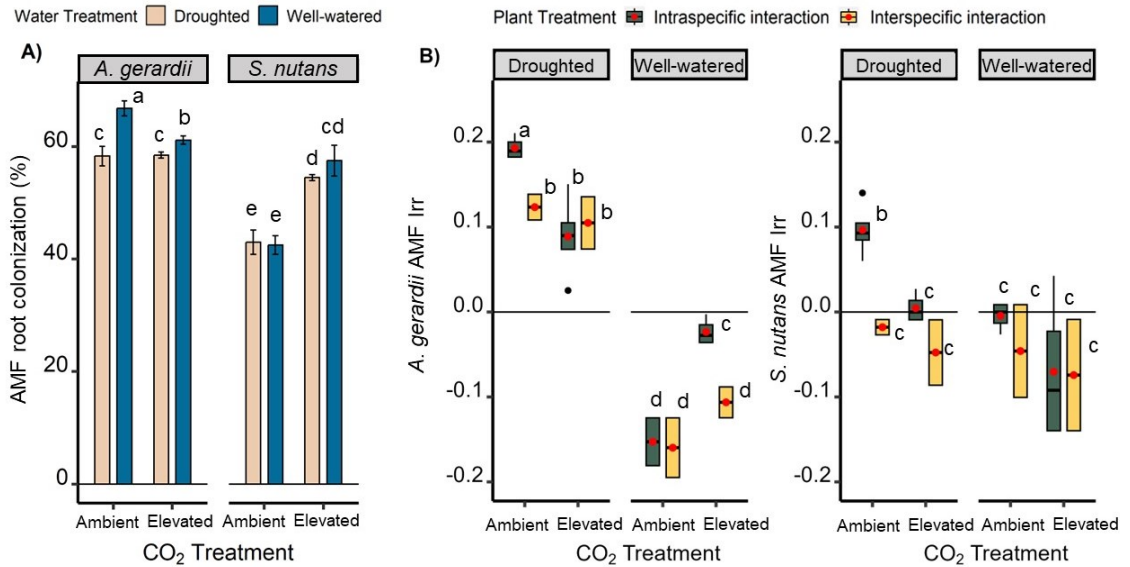 Water Treatment Droughted Well-watered
Plant Treatment Intraspecific interaction Interspecific interaction
A)
A. gerardii S. nutans
AMF root colonization (%)
60
40
20
0
c a c b e e d cd
Ambient Elevated Ambient Elevated
CO2 Treatment
B)
Droughted Well-watered
A. gerardii AMF Irr
0.2
0.1
0.0
-0.1
-0.2
a b b b d d c d
Ambient Elevated Ambient Elevated
CO2 Treatment
Droughted Well-watered
S. nutans AMF Irr
0.2
0.1
0.0
-0.1
-0.2
b c c c c c c c
Ambient Elevated Ambient Elevated
CO2 Treatment